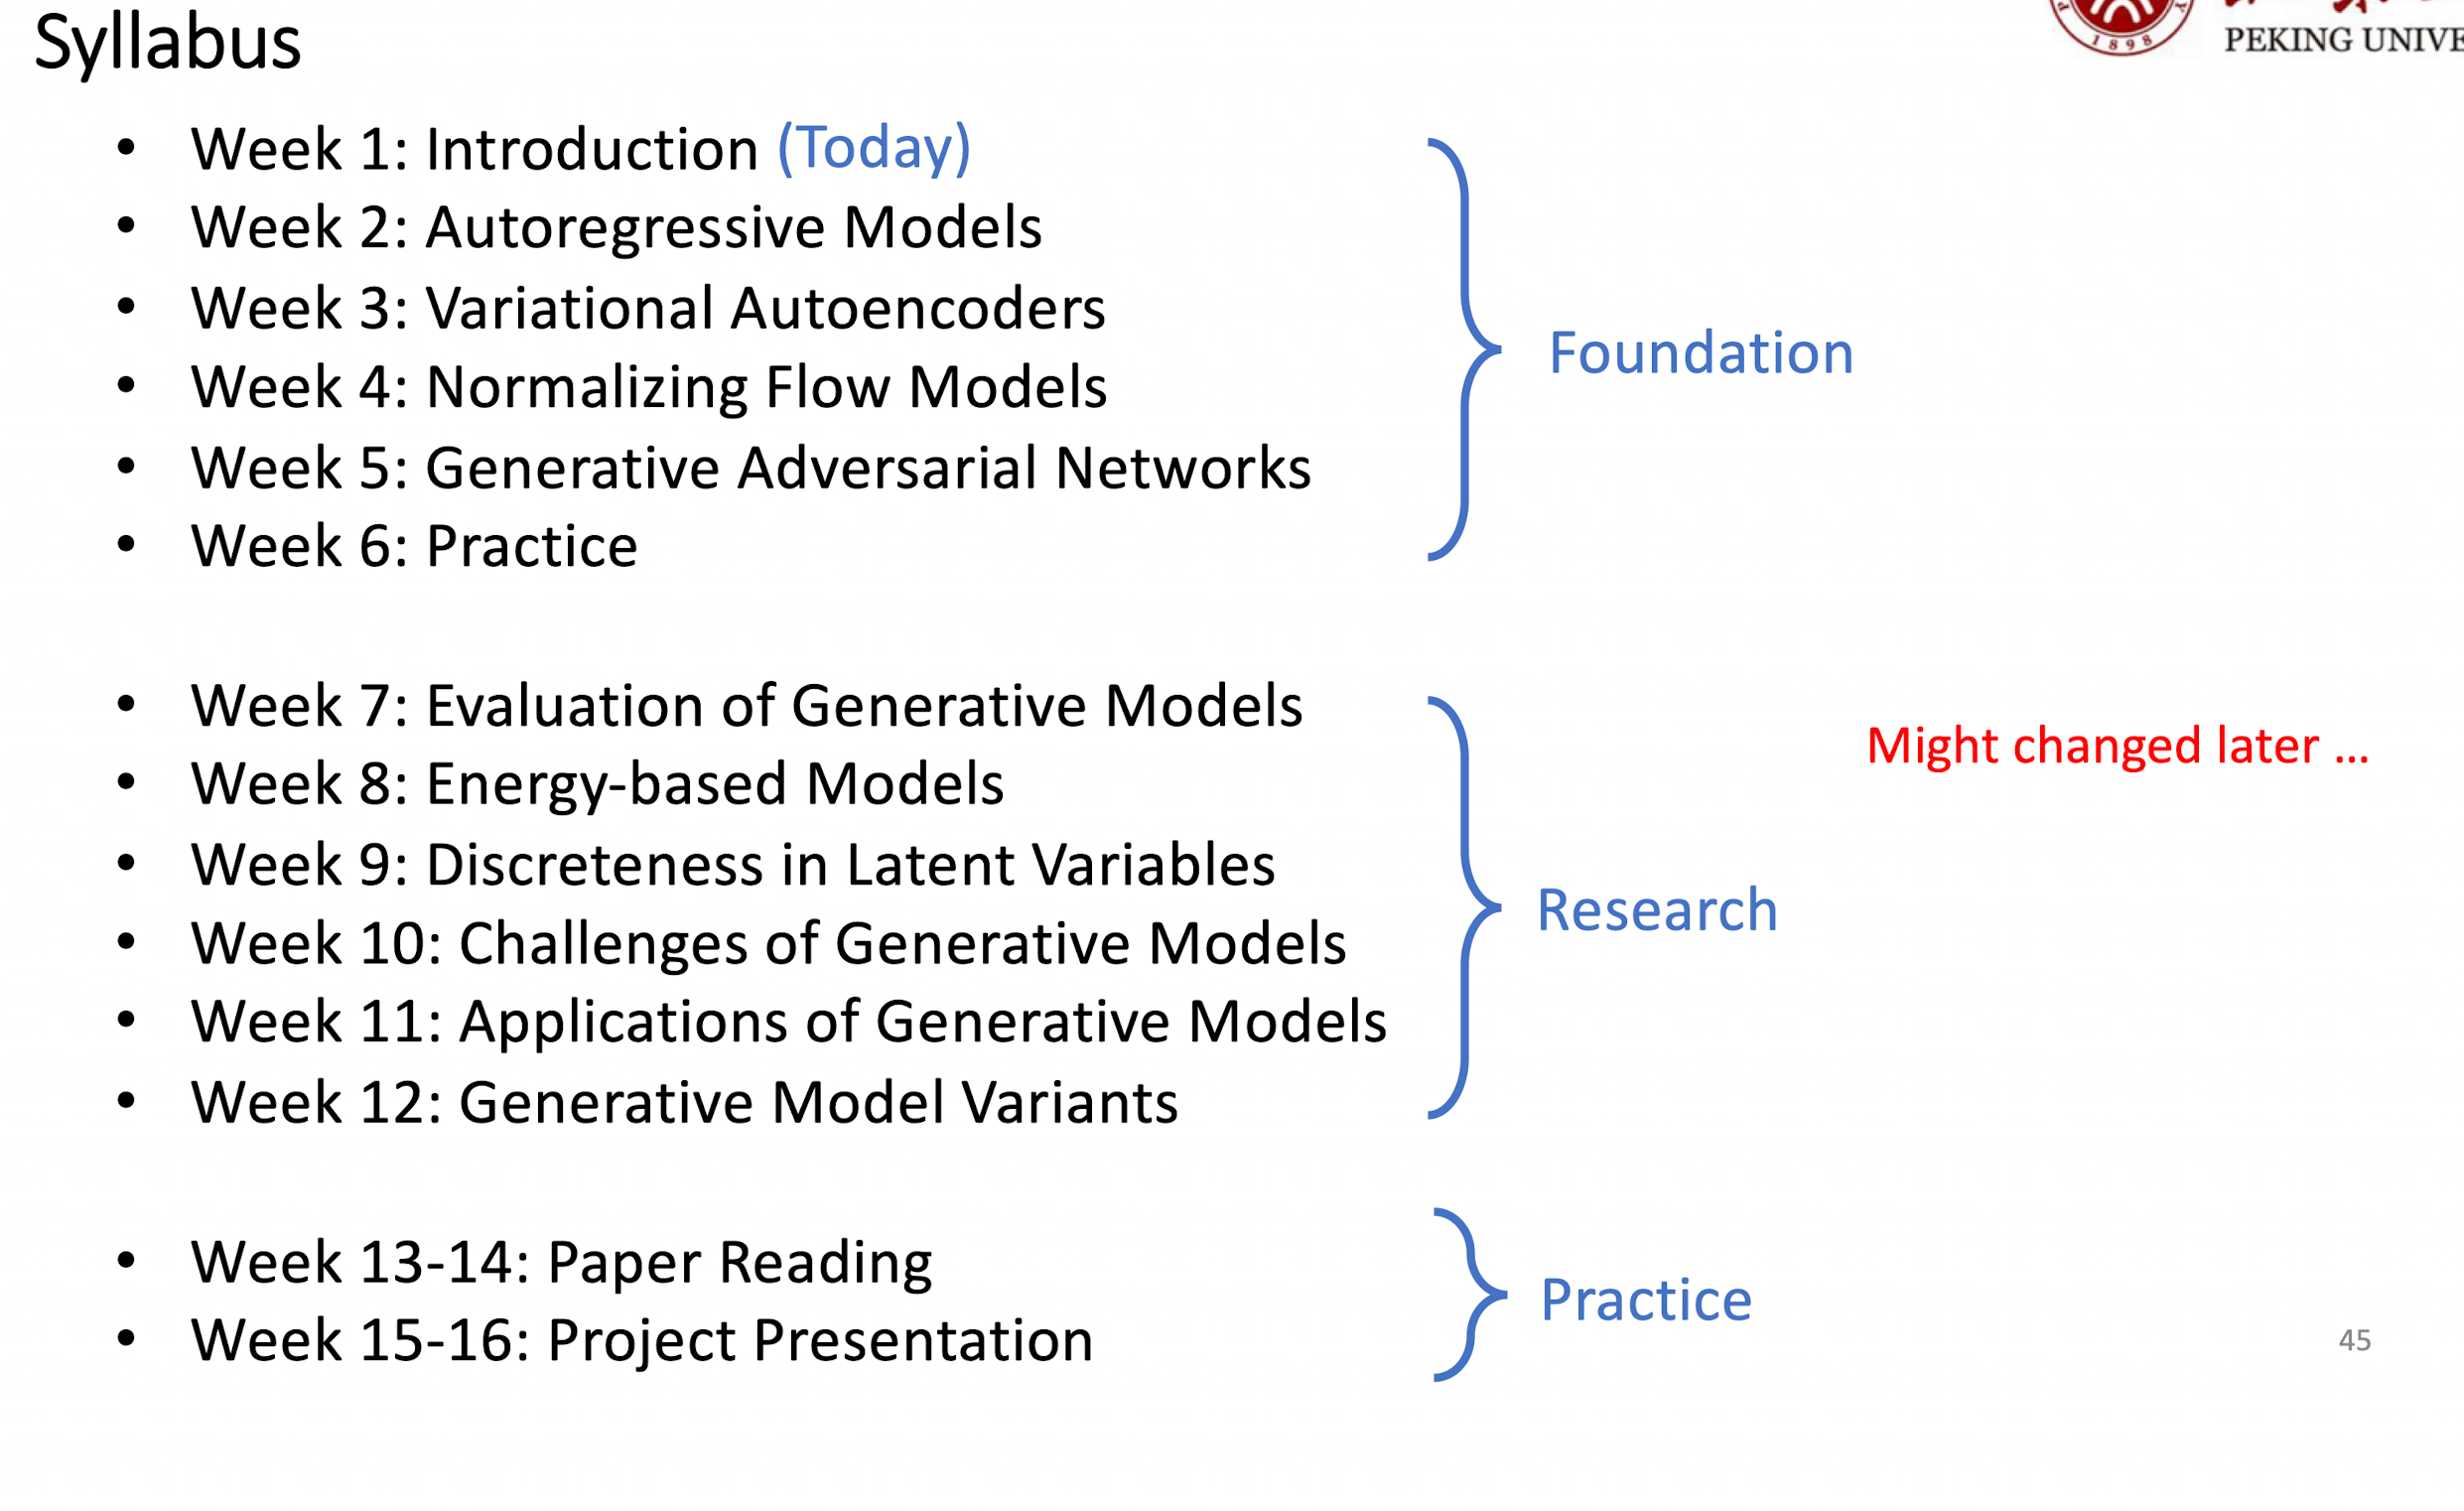 Syllabus
1898
PEKING UNIVE
• Week 1: Introduction (Today)
• Week 2: Autoregressive Models
• Week 3: Variational Autoencoders
• Week 4: Normalizing Flow Models
• Week 5: Generative Adversarial Networks
• Week 6: Practice
Foundation
• Week 7: Evaluation of Generative Models
• Week 8: Energy-based Models
• Week 9: Discreteness in Latent Variables
• Week 10: Challenges of Generative Models
• Week 11: Applications of Generative Models
• Week 12: Generative Model Variants
Research
Might changed later ...
• Week 13-14: Paper Reading
• Week 15-16: Project Presentation
Practice
45